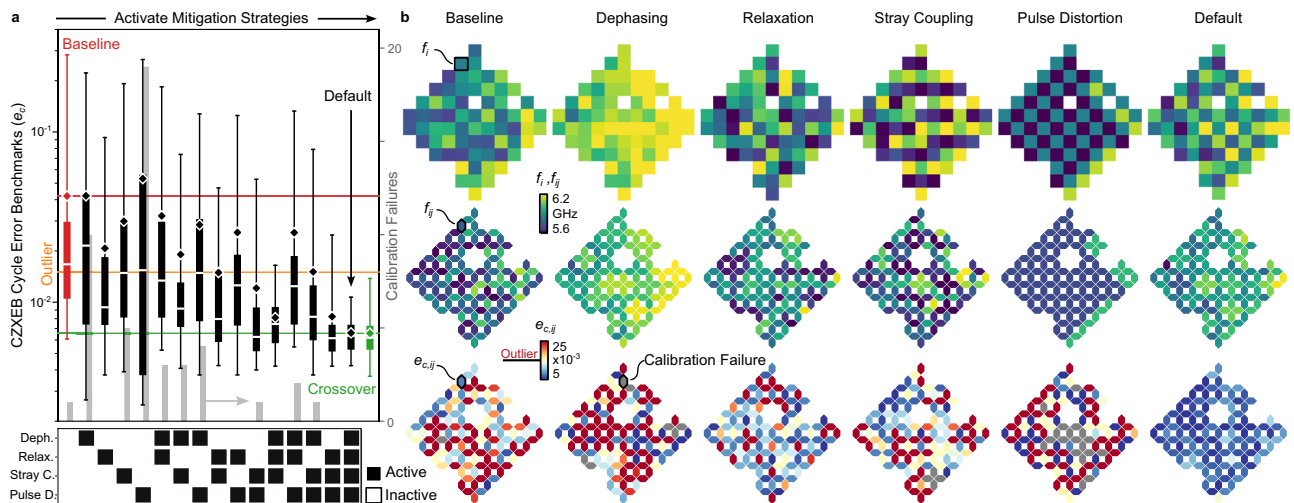 a
Activate Mitigation Strategies
Baseline
Default
Outlier
Crossover
CZXEB Cycle Error Benchmarks (e_c)
10^-1
10^-2
20
0
Calibration Failures
Deph.
Relax.
Stray C.
Pulse D.
Active
Inactive
b
Baseline
Dephasing
Relaxation
Stray Coupling
Pulse Distortion
Default
f_i
f_i ,f_ij
6.2
GHz
5.6
f_ij
e_c,ij
Outlier
25
x10^-3
5
e_c,ij
Calibration Failure